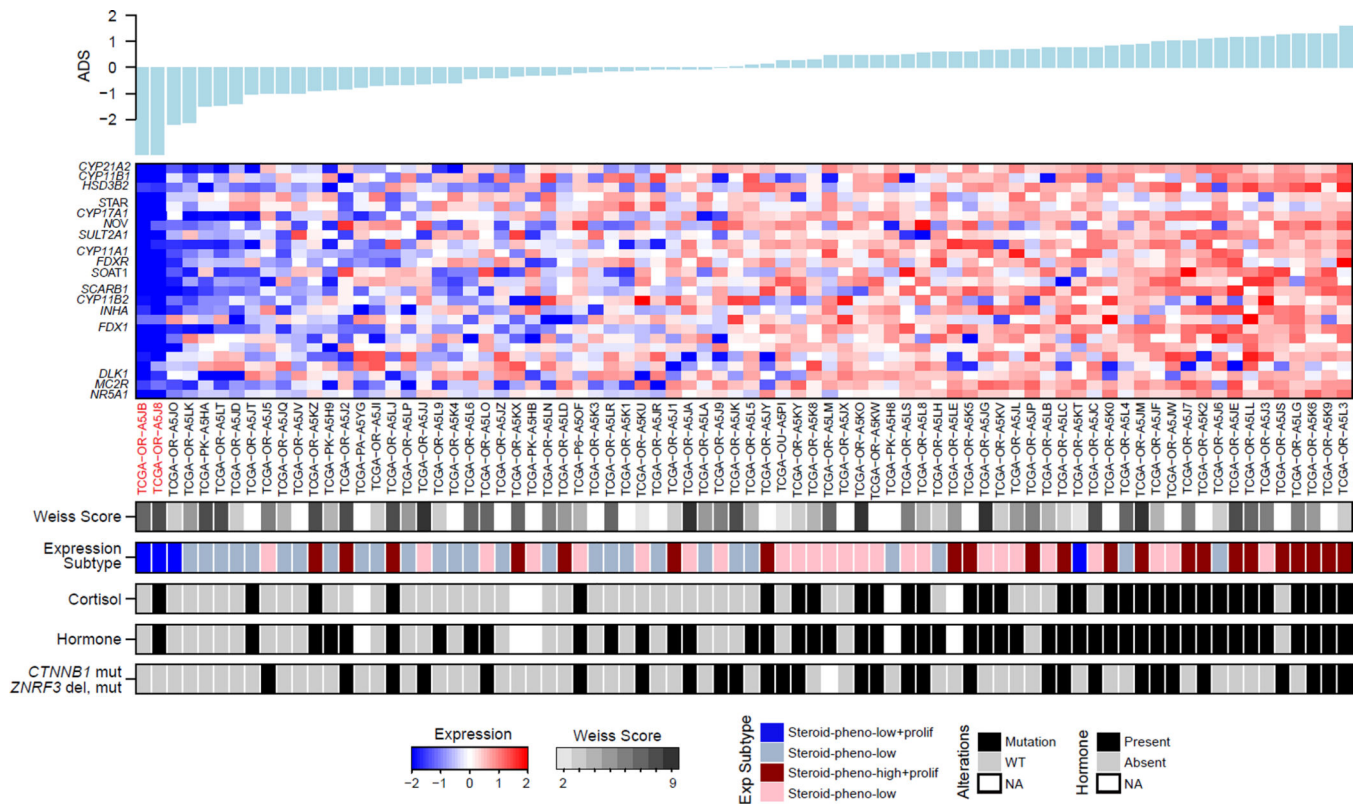 2
1
0
−1
−2
ADS
CYP21A2
CYP11B1
HSD3B2
STAR
CYP17A1
NOV
SULT2A1
CYP11A1
FDXR
SOAT1
SCARB1
CYP11B2
INHA
FDX1
DLK1
MC2R
NR5A1
TCGA−OR−A5JB
TCGA−OR−A5J8
TCGA−OR−A5JO
TCGA−OR−A5LK
TCGA−PK−A5HA
TCGA−OR−A5LT
TCGA−OR−A5JD
TCGA−OR−A5JT
TCGA−OR−A5J5
TCGA−OR−A5JQ
TCGA−OR−A5JV
TCGA−OR−A5KZ
TCGA−PK−A5H9
TCGA−OR−A5J2
TCGA−PA−A5YG
TCGA−OR−A5JI
TCGA−OR−A5LJ
TCGA−OR−A5LP
TCGA−OR−A5JJ
TCGA−OR−A5L9
TCGA−OR−A5K4
TCGA−OR−A5L6
TCGA−OR−A5LO
TCGA−OR−A5JZ
TCGA−OR−A5KX
TCGA−PK−A5HB
TCGA−OR−A5LN
TCGA−OR−A5LD
TCGA−P6−A5OF
TCGA−OR−A5K3
TCGA−OR−A5LR
TCGA−OR−A5K1
TCGA−OR−A5KU
TCGA−OR−A5JR
TCGA−OR−A5J1
TCGA−OR−A5JA
TCGA−OR−A5LA
TCGA−OR−A5J9
TCGA−OR−A5JK
TCGA−OR−A5L5
TCGA−OR−A5JY
TCGA−OU−A5PI
TCGA−OR−A5KY
TCGA−OR−A5K8
TCGA−OR−A5LM
TCGA−OR−A5JX
TCGA−OR−A5KO
TCGA−OR−A5KW
TCGA−PK−A5H8
TCGA−OR−A5LS
TCGA−OR−A5L8
TCGA−OR−A5LH
TCGA−OR−A5LE
TCGA−OR−A5K5
TCGA−OR−A5JG
TCGA−OR−A5KV
TCGA−OR−A5JL
TCGA−OR−A5JP
TCGA−OR−A5LB
TCGA−OR−A5LC
TCGA−OR−A5KT
TCGA−OR−A5JC
TCGA−OR−A5K0
TCGA−OR−A5L4
TCGA−OR−A5JM
TCGA−OR−A5JF
TCGA−OR−A5JW
TCGA−OR−A5J7
TCGA−OR−A5K2
TCGA−OR−A5J6
TCGA−OR−A5JE
TCGA−OR−A5LL
TCGA−OR−A5J3
TCGA−OR−A5JS
TCGA−OR−A5LG
TCGA−OR−A5K6
TCGA−OR−A5K9
TCGA−OR−A5L3
Weiss Score
Expression
Subtype
Cortisol
Hormone
CTNNB1 mut
ZNRF3 del, mut
Expression
−2 −1 0 1 2
Weiss Score
2 9
Exp Subtype
Steroid-pheno-low+prolif
Steroid-pheno-low
Steroid-pheno-high+prolif
Steroid-pheno-low
Alterations
Mutation
WT
NA
Hormone
Present
Absent
NA